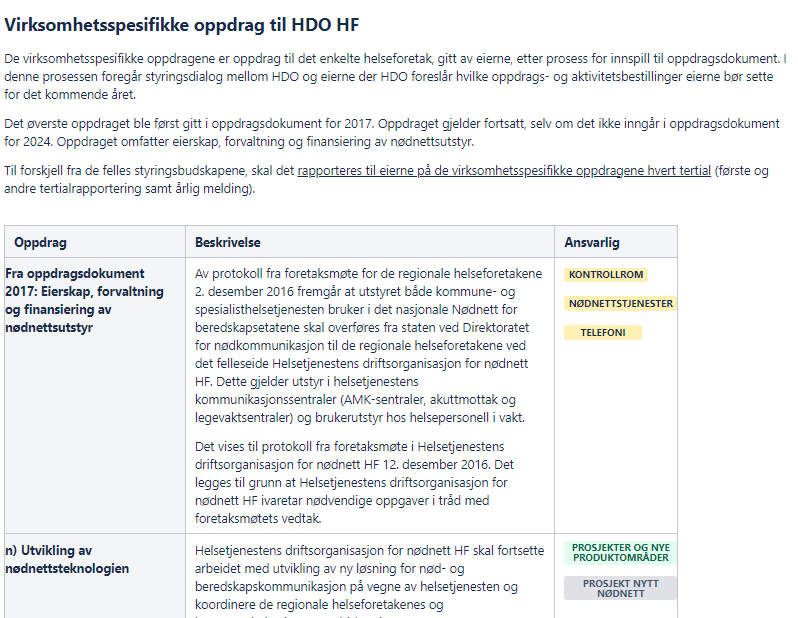 Virksomhetsspesifikke oppdrag til HDO HF
De virksomhetsspesifikke oppdragene er oppdrag til det enkelte helseforetak, gitt av eierne, etter prosess for innspill til oppdragsdokument. I
denne prosessen foregår styringsdialog mellom HDO og eierne der HDO foreslår hvilke oppdrags- og aktivitetsbestillinger eierne bør sette
for det kommende året.
Det øverste oppdraget ble først gitt i oppdragsdokument for 2017. Oppdraget gjelder fortsatt, selv om det ikke inngår i oppdragsdokument
for 2024. Oppdraget omfatter eierskap, forvaltning og finansiering av nødnettsutstyr.
Til forskjell fra de felles styringsbudskapene, skal det rapporteres til eierne på de virksomhetsspesifikke oppdragene hvert tertial (første og
andre tertialrapportering samt årlig melding).
Oppdrag
Beskrivelse
Ansvarlig
Fra oppdragsdokument
2017: Eierskap, forvaltning
og finansiering av
nødnettsutstyr
Av protokoll fra foretaksmøte for de regionale helseforetakene
2. desember 2016 fremgår at utstyret både kommune- og
spesialisthelsetjenesten bruker i det nasjonale Nødnett for
beredskapsetatene skal overføres fra staten ved Direktoratet
for nødkommunikasjon til de regionale helseforetakene ved
det felleseide Helsetjenestens driftsorganisasjon for nødnett
HF. Dette gjelder utstyr i helsetjenestens
kommunikasjonssentraler (AMK-sentraler, akuttmottak og
legevaktsentraler) og brukerutstyr hos helsepersonell i vakt.
Det vises til protokoll fra foretaksmøte i Helsetjenestens
driftsorganisasjon for nødnett HF 12. desember 2016. Det
legges til grunn at Helsetjenestens driftsorganisasjon for
nødnett HF ivaretar nødvendige oppgaver i tråd med
foretaksmøtets vedtak.
KONTROLLROM
NØDNETTSTJENESTER
TELEFONI
n) Utvikling av
nødnettsteknologien
Helsetjenestens driftsorganisasjon for nødnett HF skal fortsette
arbeidet med utvikling av ny løsning for nød- og
beredskapskommunikasjon på vegne av helsetjenesten og
koordinere de regionale helseforetakenes og
PROSJEKTER OG NYE
PRODUKTOMRÅDER
PROSJEKT NYTT
NØDNETT